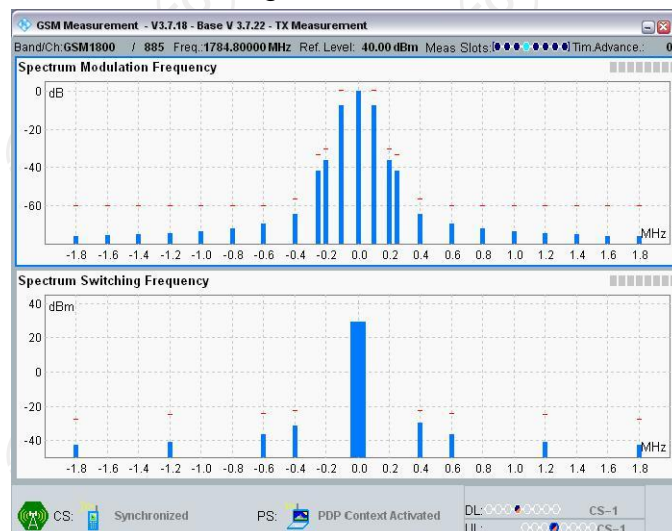 GSM Measurement - V3.7.18 - Base V 3.7.22 - TX Measurement
Band/Ch:GSM1800 / 885 Freq.:1784.80000 MHz Ref. Level: 40.00 dBm Meas Slots: Tim.Advance.: 0
Spectrum Modulation Frequency
0 dB
-20
-40
-60
MHz
-1.8 -1.6 -1.4 -1.2 -1.0 -0.8 -0.6 -0.4 -0.2 0.0 0.2 0.4 0.6 0.8 1.0 1.2 1.4 1.6 1.8
Spectrum Switching Frequency
40 dBm
20
0
-20
-40
MHz
-1.8 -1.6 -1.4 -1.2 -1.0 -0.8 -0.6 -0.4 -0.2 0.0 0.2 0.4 0.6 0.8 1.0 1.2 1.4 1.6 1.8
CS: Synchronized PS: PDP Context Activated DL: CS-1
UL: CS-1